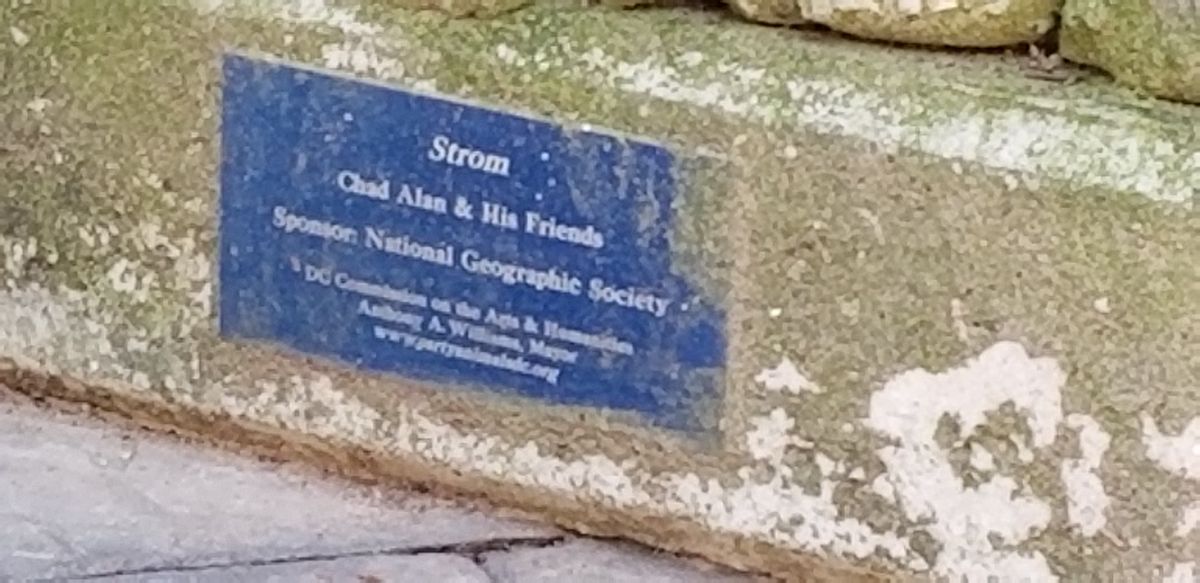 Strom
Chad Alan & His Friends
Sponsor: National Geographic Society
DC Commission on the Arts & Humanities
Anthony A. Williams, Mayor
www.partyanimalsdc.org